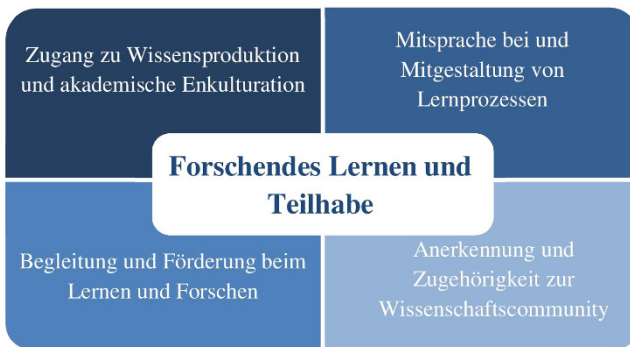 Zugang zu Wissensproduktion
und akademische Enkulturation
Mitsprache bei und
Mitgestaltung von
Lernprozessen
Forschendes Lernen und
Teilhabe
Begleitung und Förderung beim
Lernen und Forschen
Anerkennung und
Zugehörigkeit zur
Wissenschaftscommunity